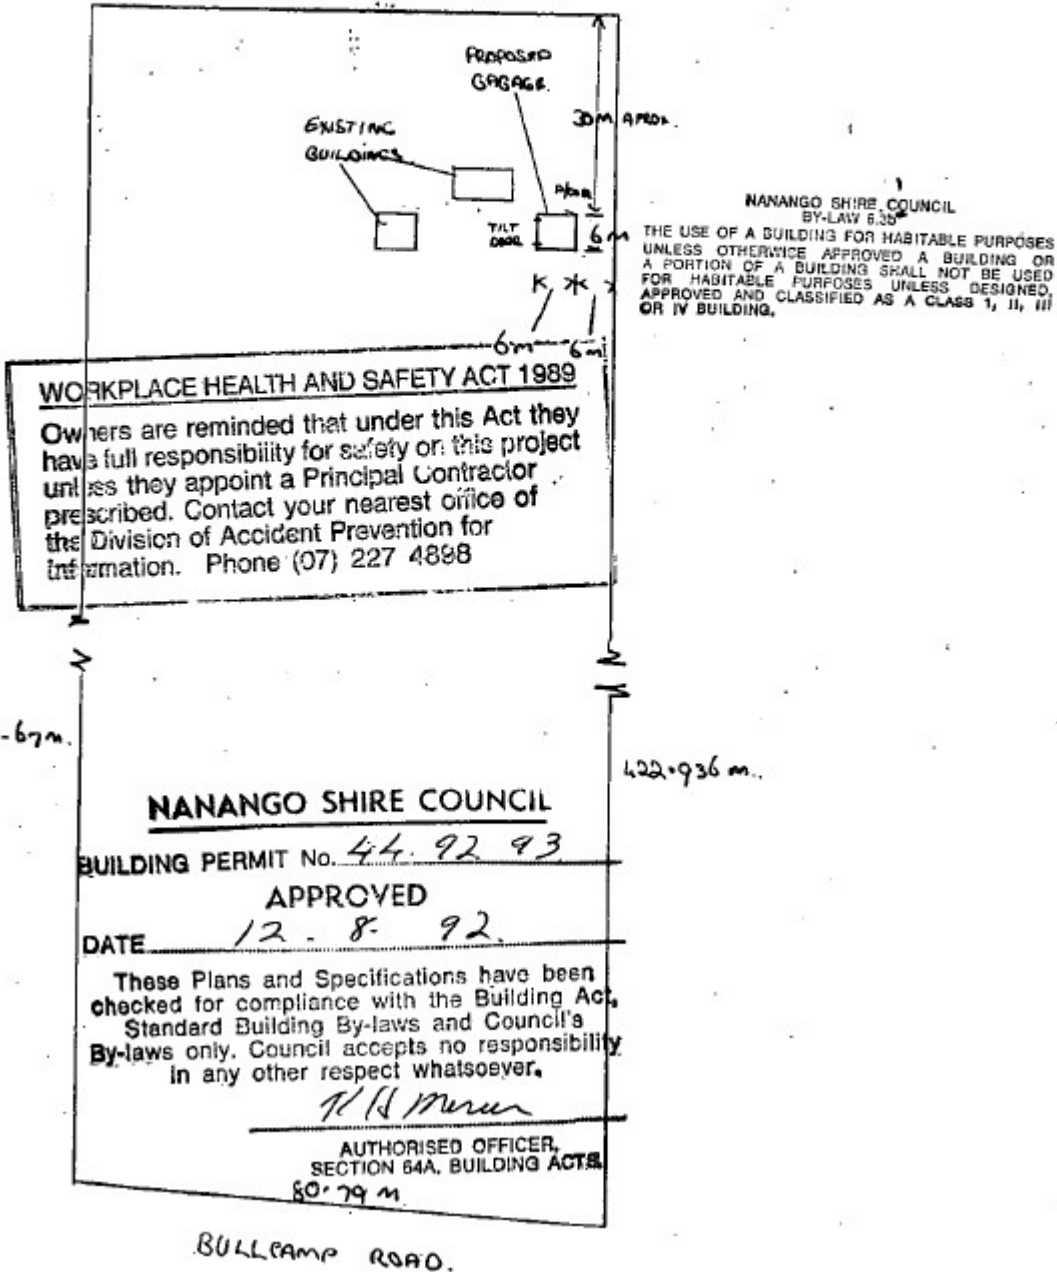 PROPOSED
GAGAGE.
30M APROX.
EXISTING
BUILDINGS
TILT
DOOR
6m
6m
6m
NANANGO SHIRE COUNCIL
BY-LAW 6.35
THE USE OF A BUILDING FOR HABITABLE PURPOSES
UNLESS OTHERWICE APPROVED A BUILDING OR
A PORTION OF A BUILDING SHALL NOT BE USED
FOR HABITABLE PURPOSES UNLESS DESIGNED,
APPROVED AND CLASSIFIED AS A CLASS 1, II, III
OR IV BUILDING.
WORKPLACE HEALTH AND SAFETY ACT 1989
Owners are reminded that under this Act they
have full responsibility for safety on this project
unless they appoint a Principal Contractor
prescribed. Contact your nearest office of
the Division of Accident Prevention for
information. Phone (07) 227 4898
-67m.
422.936 m..
NANANGO SHIRE COUNCIL
BUILDING PERMIT No. 44. 92 93
APPROVED
DATE 12. 8. 92.
These Plans and Specifications have been
checked for compliance with the Building Act,
Standard Building By-laws and Council's
By-laws only. Council accepts no responsibility
in any other respect whatsoever.
AUTHORISED OFFICER,
SECTION 64A, BUILDING ACTS
80.79 m
BULLCAMP ROAD.